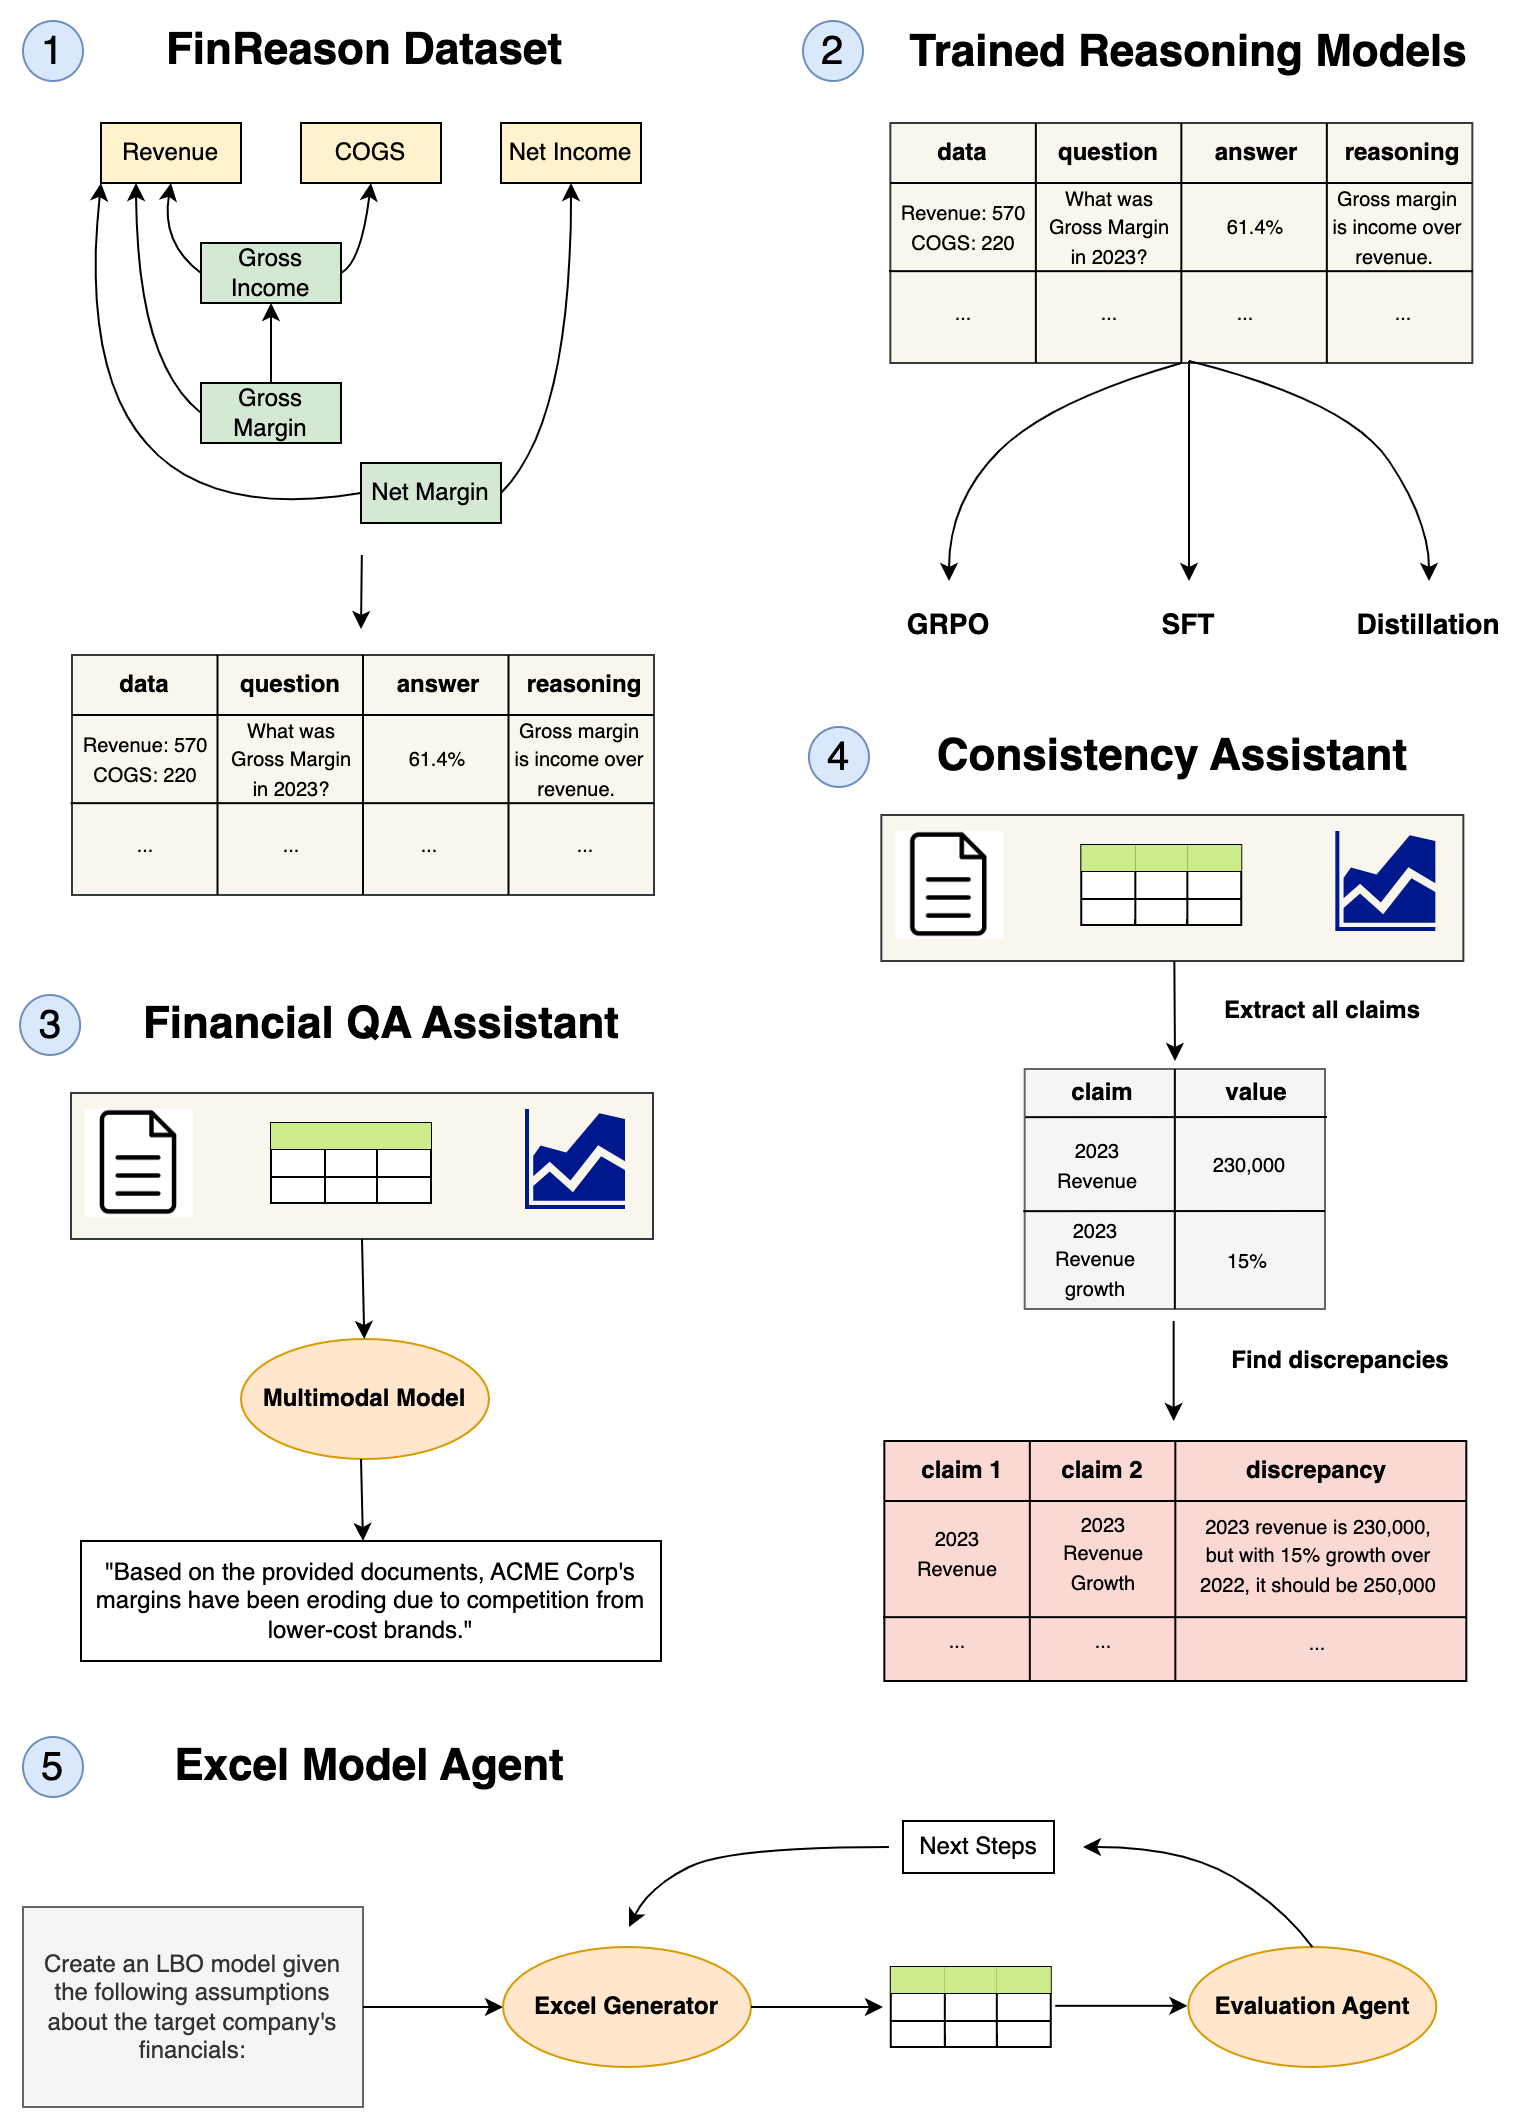 1
FinReason Dataset
Revenue
COGS
Net Income
Gross
Income
Gross
Margin
Net Margin
data
question
answer
reasoning
Revenue: 570
COGS: 220
What was
Gross Margin
in 2023?
61.4%
Gross margin
is income over
revenue.
...
...
...
...
2
Trained Reasoning Models
data
question
answer
reasoning
Revenue: 570
COGS: 220
What was
Gross Margin
in 2023?
61.4%
Gross margin
is income over
revenue.
...
...
...
...
GRPO
SFT
Distillation
3
Financial QA Assistant
Multimodal Model
"Based on the provided documents, ACME Corp's
margins have been eroding due to competition from
lower-cost brands."
4
Consistency Assistant
Extract all claims
claim
value
2023
Revenue
230,000
2023
Revenue
growth
15%
Find discrepancies
claim 1
claim 2
discrepancy
2023
Revenue
2023
Revenue
Growth
2023 revenue is 230,000,
but with 15% growth over
2022, it should be 250,000
...
...
...
5
Excel Model Agent
Next Steps
Create an LBO model given
the following assumptions
about the target company's
financials:
Excel Generator
Evaluation Agent